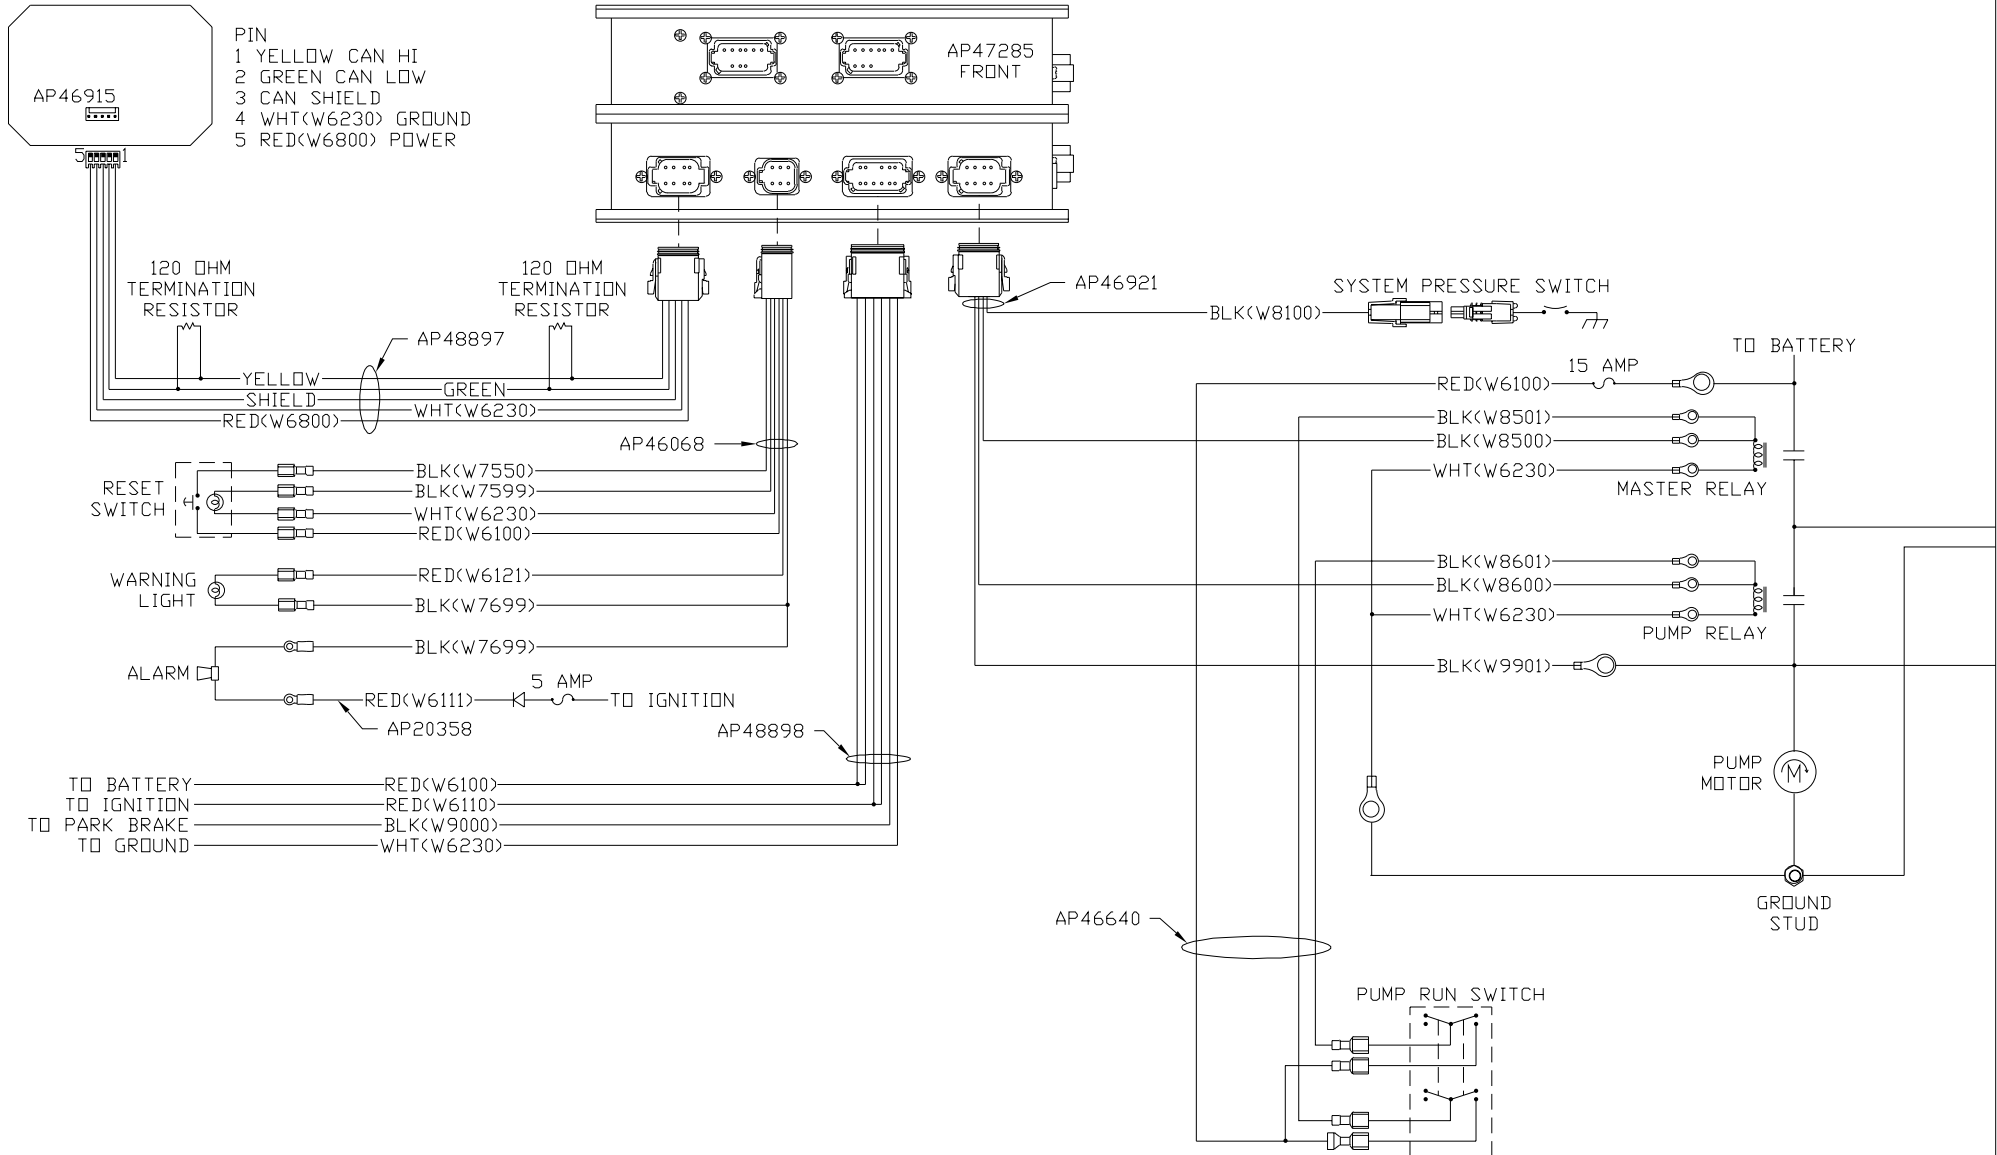 AP46915
PIN
1 YELLOW CAN HI
2 GREEN CAN LOW
3 CAN SHIELD
4 WHT(W6230) GROUND
5 RED(W6800) POWER
5
1
AP47285
FRONT
120 OHM
TERMINATION
RESISTOR
120 OHM
TERMINATION
RESISTOR
AP48897
YELLOW
GREEN
SHIELD
WHT(W6230)
RED(W6800)
AP46068
RESET
SWITCH
BLK(W7550)
BLK(W7599)
WHT(W6230)
RED(W6100)
WARNING
LIGHT
RED(W6121)
BLK(W7699)
ALARM
BLK(W7699)
RED(W6111)
5 AMP
TO IGNITION
AP20358
AP48898
TO BATTERY
RED(W6100)
TO IGNITION
RED(W6110)
TO PARK BRAKE
BLK(W9000)
TO GROUND
WHT(W6230)
AP46921
SYSTEM PRESSURE SWITCH
BLK(W8100)
TO BATTERY
15 AMP
RED(W6100)
BLK(W8501)
BLK(W8500)
WHT(W6230)
MASTER RELAY
BLK(W8601)
BLK(W8600)
WHT(W6230)
PUMP RELAY
BLK(W9901)
PUMP
MOTOR
M
GROUND
STUD
AP46640
PUMP RUN SWITCH